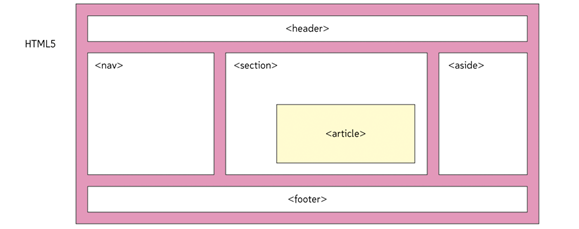 <header>
HTML5
<nav>
<section>
<aside>
<article>
<footer>